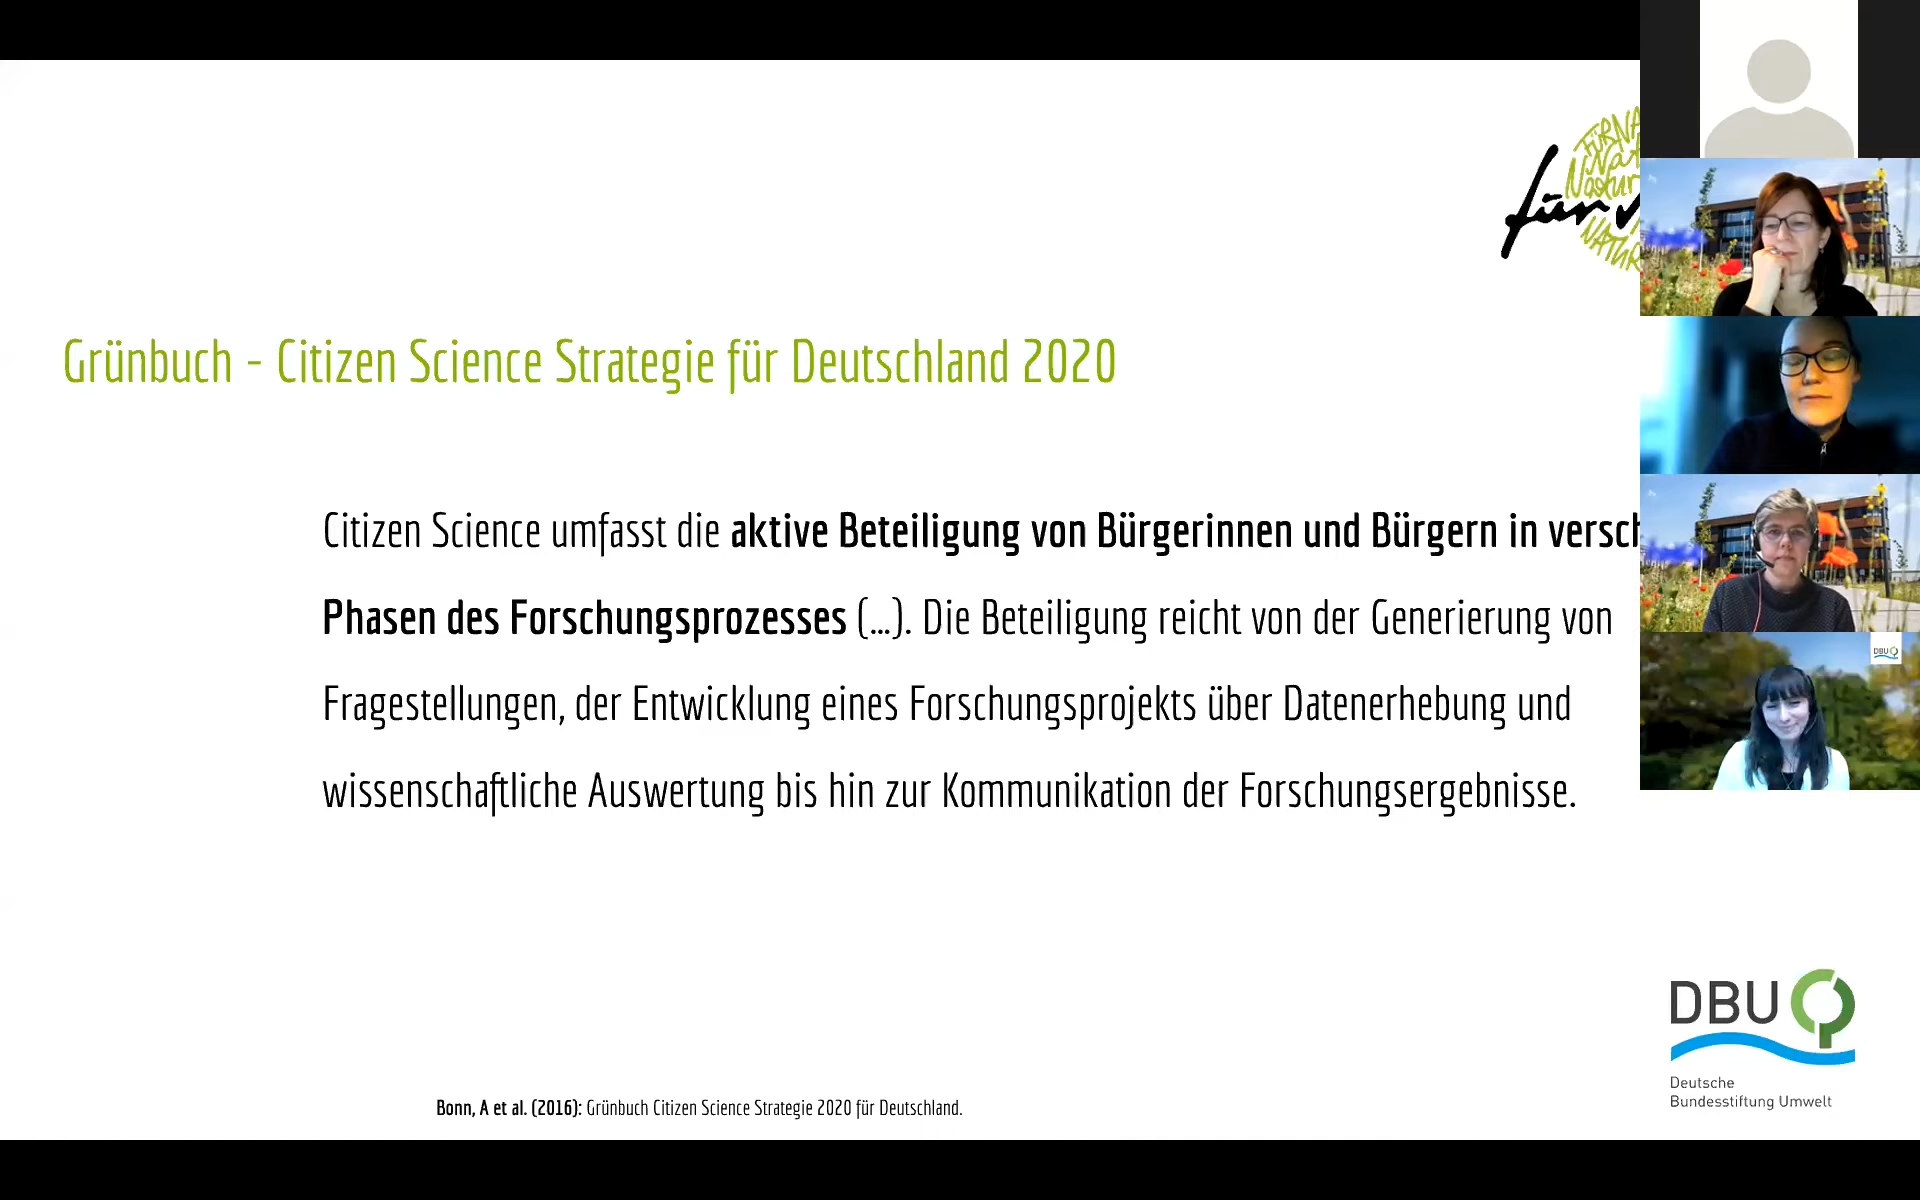 für
Grünbuch - Citizen Science Strategie für Deutschland 2020
Citizen Science umfasst die aktive Beteiligung von Bürgerinnen und Bürgern in
Phasen des Forschungsprozesses (...). Die Beteiligung reicht von der Generierung von
Fragestellungen, der Entwicklung eines Forschungsprojekts über Datenerhebung und
wissenschaftliche Auswertung bis hin zur Kommunikation der Forschungsergebnisse.
DBU
DBU
Deutsche
Bundesstiftung Umwelt
Bonn, A et al. (2016): Grünbuch Citizen Science Strategie 2020 für Deutschland.